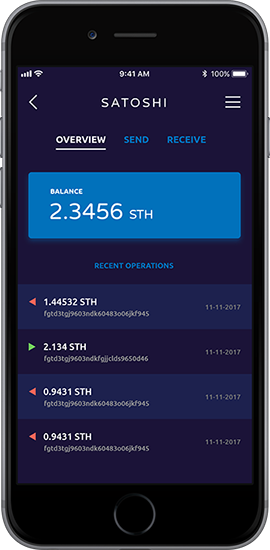 9:41 AM 100%
SATOSHI
OVERVIEW SEND RECEIVE
BALANCE
2.3456 STH
RECENT OPERATIONS
1.44532 STH
fgtd3tgj9603ndk60483o06jkf945
11-11-2017
2.134 STH
fgtd3tgj9603ndkfgjjclds9650d46
11-11-2017
0.9431 STH
fgtd3tgj9603ndk60483o06jkf945
11-11-2017
0.9431 STH
fgtd3tgj9603ndk60483o06jkf945
11-11-2017